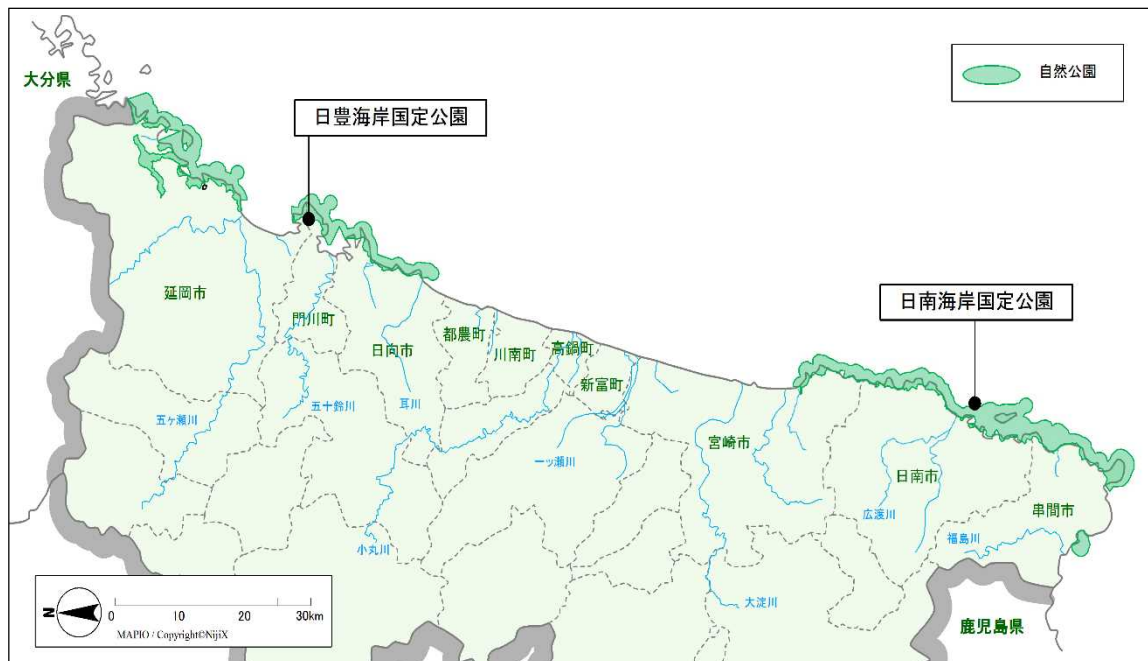 大分県
自然公園
日豊海岸国定公園
日南海岸国定公園
延岡市
門川町
日向市
都農町
川南町
高鍋町
新富町
宮崎市
日南市
串間市
五ヶ瀬川
五十鈴川
耳川
小丸川
一ッ瀬川
大淀川
広渡川
福島川
鹿児島県
N
0 10 20 30km
MAPIO / Copyright©NijiX